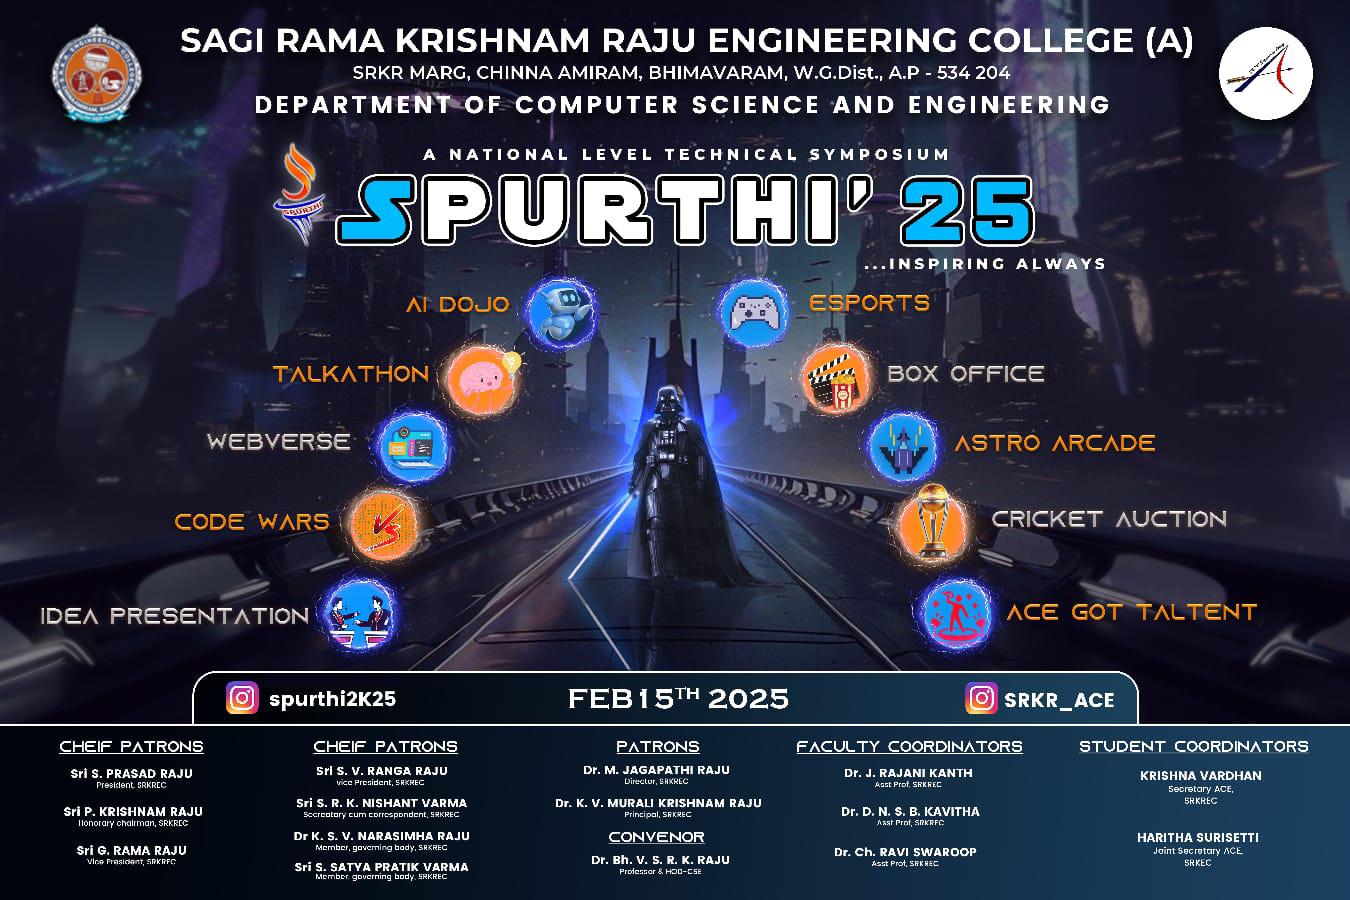 SAGI RAMA KRISHNAM RAJU ENGINEERING COLLEGE (A)
SRKR MARG, CHINNA AMIRAM, BHIMAVARAM, W.G.Dist., A.P - 534 204
DEPARTMENT OF COMPUTER SCIENCE AND ENGINEERING
A NATIONAL LEVEL TECHNICAL SYMPOSIUM
SPURTHI
SPURTHI' 25
...INSPIRING ALWAYS
AI DOJO
ESPORTS
TALKATHON
BOX OFFICE
WEBVERSE
CSS
ASTRO ARCADE
CODE WARS
VS
CRICKET AUCTION
IDEA PRESENTATION
ACE GOT TALTENT
spurthi2K25
FEB 15TH 2025
SRKR_ACE
CHEIF PATRONS
Sri S. PRASAD RAJU
President, SRKREC
Sri P. KRISHNAM RAJU
Honorary chairman, SRKREC
Sri G. RAMA RAJU
Vice President, SRKREC
CHEIF PATRONS
Sri S. V. RANGA RAJU
vice President, SRKREC
Sri S. R. K. NISHANT VARMA
Secreatary cum correspondent, SRKREC
Dr K. S. V. NARASIMHA RAJU
Member, governing body, SRKREC
Sri S. SATYA PRATIK VARMA
Member, governing body, SRKREC
PATRONS
Dr. M. JAGAPATHI RAJU
Director, SRKREC
Dr. K. V. MURALI KRISHNAM RAJU
Principal, SRKREC
CONVENOR
Dr. Bh. V. S. R. K. RAJU
Professor & HOD-CSE
FACULTY COORDINATORS
Dr. J. RAJANI KANTH
Asst Prof, SRKREC
Dr. D. N. S. B. KAVITHA
Asst Prof, SRKREC
Dr. Ch. RAVI SWAROOP
Asst Prof, SRKREC
STUDENT COORDINATORS
KRISHNA VARDHAN
Secretary ACE,
SRKREC
HARITHA SURISETTI
Joint Secretary ACE,
SRKEC